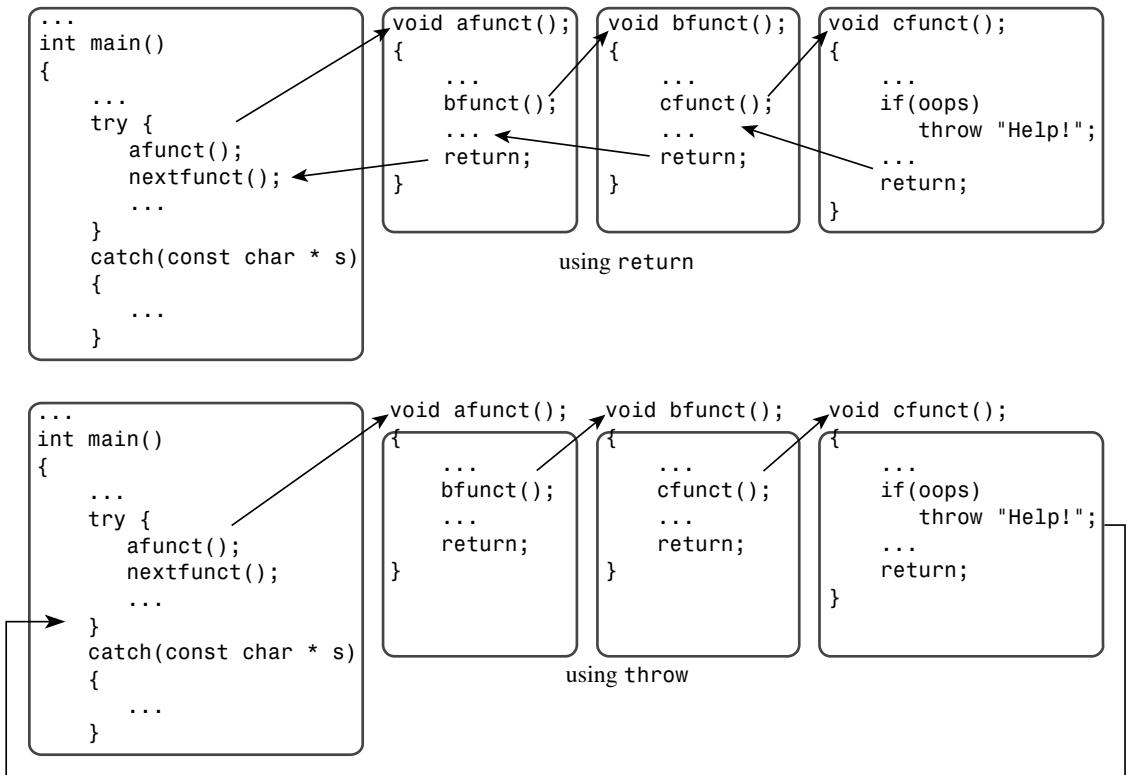 ...
int main()
{
...
try {
afunct();
nextfunct();
...
}
catch(const char * s)
{
...
}
void afunct();
{
...
bfunct();
...
return;
}
void bfunct();
{
...
cfunct();
...
return;
}
void cfunct();
{
...
if(oops)
throw "Help!";
...
return;
}
using return
...
int main()
{
...
try {
afunct();
nextfunct();
...
}
catch(const char * s)
{
...
}
void afunct();
{
...
bfunct();
...
return;
}
void bfunct();
{
...
cfunct();
...
return;
}
void cfunct();
{
...
if(oops)
throw "Help!";
...
return;
}
using throw